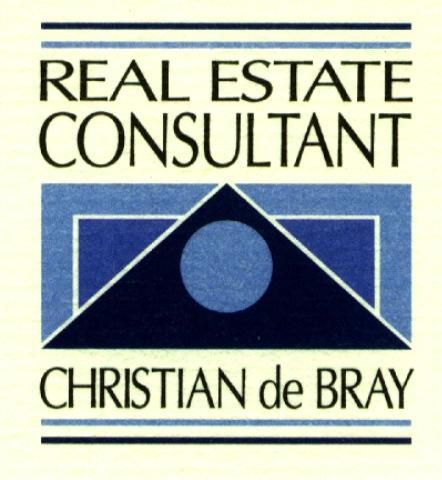 REAL ESTATE
CONSULTANT
CHRISTIAN de BRAY